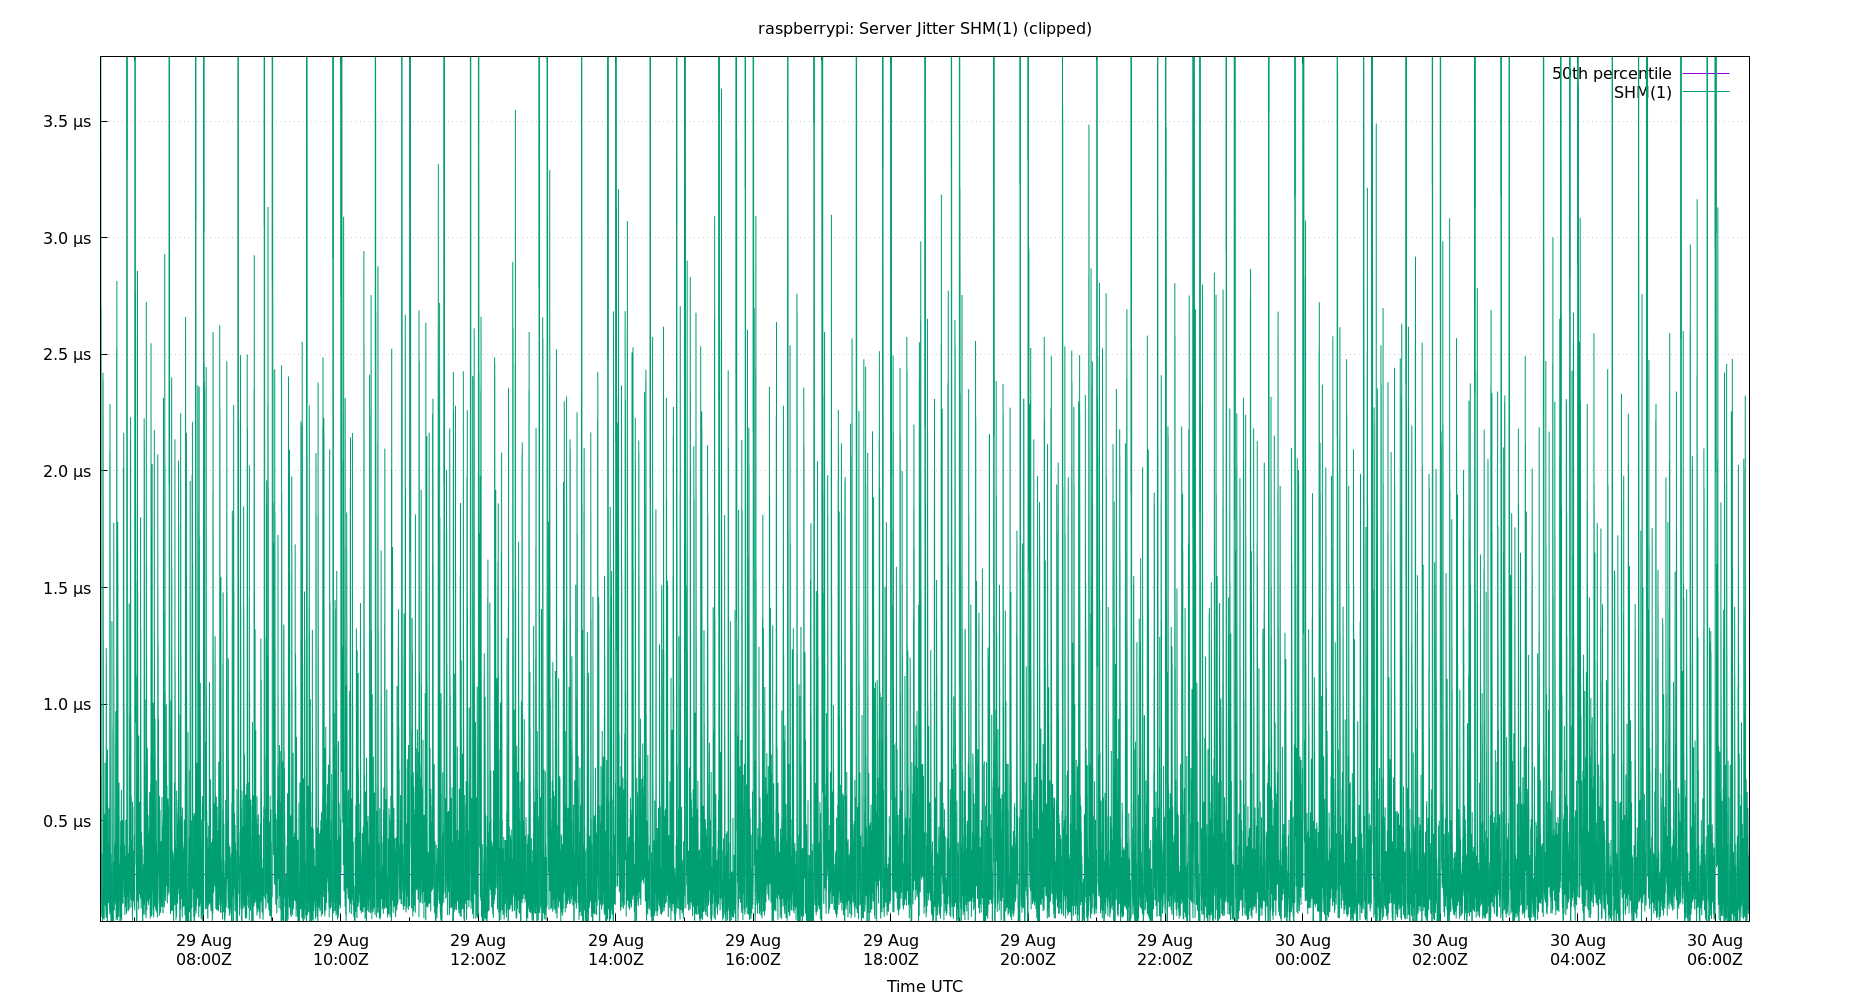 raspberrypi: Server Jitter SHM(1) (clipped)
50th percentile
SHM(1)
3.5 µs
3.0 µs
2.5 µs
2.0 µs
1.5 µs
1.0 µs
0.5 µs
29 Aug 29 Aug 29 Aug 29 Aug 29 Aug 29 Aug 29 Aug 29 Aug 30 Aug 30 Aug 30 Aug 30 Aug
08:00Z 10:00Z 12:00Z 14:00Z 16:00Z 18:00Z 20:00Z 22:00Z 00:00Z 02:00Z 04:00Z 06:00Z
Time UTC